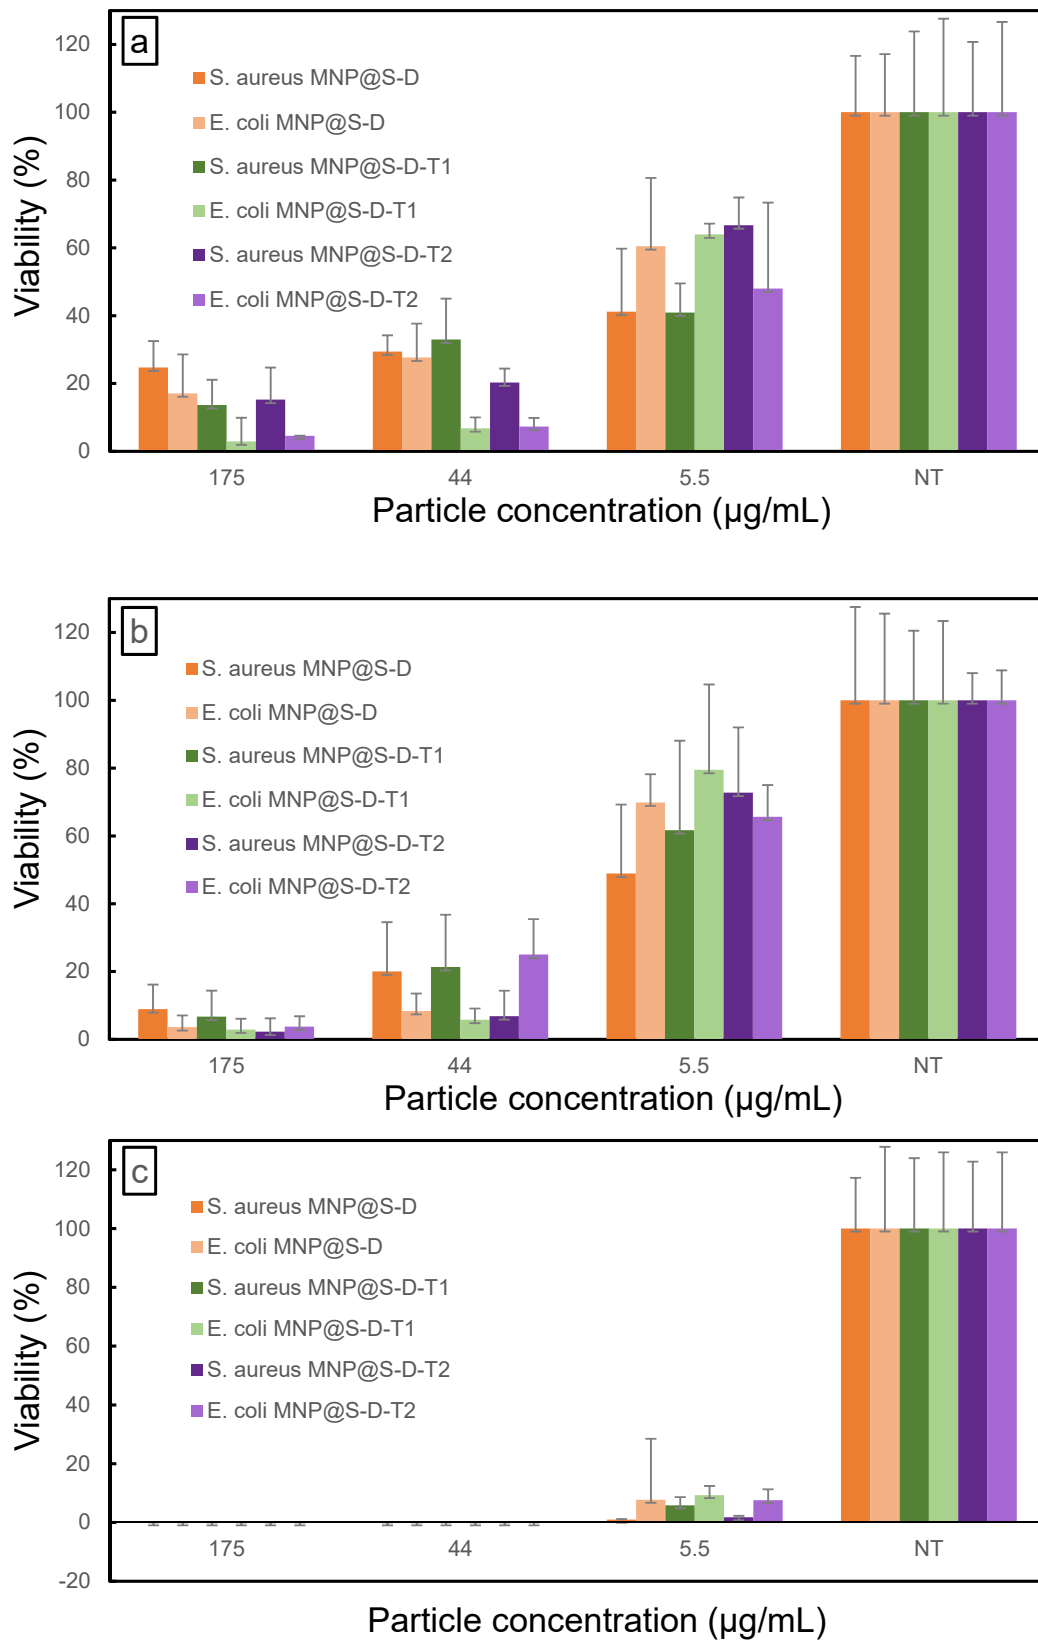 a
120
100
80
60
40
20
0
Viability (%)
S. aureus MNP@S-D
E. coli MNP@S-D
S. aureus MNP@S-D-T1
E. coli MNP@S-D-T1
S. aureus MNP@S-D-T2
E. coli MNP@S-D-T2
175 44 5.5 NT
Particle concentration (µg/mL)
b
120
100
80
60
40
20
0
Viability (%)
S. aureus MNP@S-D
E. coli MNP@S-D
S. aureus MNP@S-D-T1
E. coli MNP@S-D-T1
S. aureus MNP@S-D-T2
E. coli MNP@S-D-T2
175 44 5.5 NT
Particle concentration (µg/mL)
c
120
100
80
60
40
20
0
-20
Viability (%)
S. aureus MNP@S-D
E. coli MNP@S-D
S. aureus MNP@S-D-T1
E. coli MNP@S-D-T1
S. aureus MNP@S-D-T2
E. coli MNP@S-D-T2
175 44 5.5 NT
Particle concentration (µg/mL)